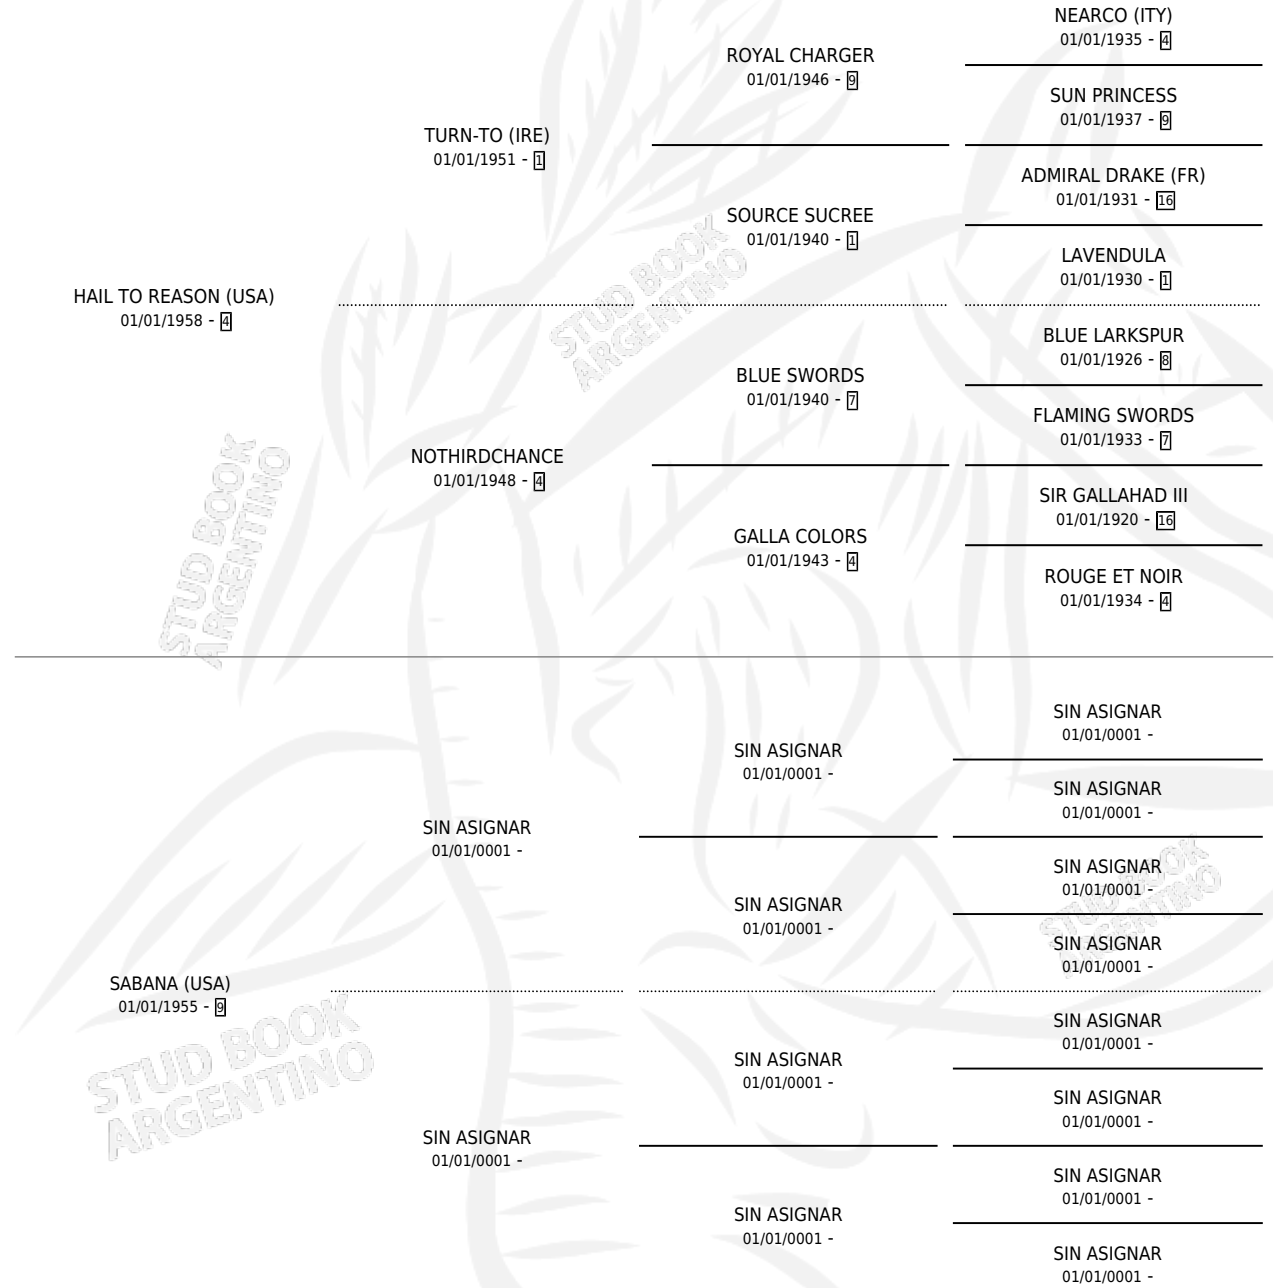 NEARCO (ITY)
01/01/1935 - 4
ROYAL CHARGER
01/01/1946 - 9
SUN PRINCESS
01/01/1937 - 9
TURN-TO (IRE)
01/01/1951 - 1
ADMIRAL DRAKE (FR)
01/01/1931 - 16
SOURCE SUCREE
01/01/1940 - 1
LAVENDULA
01/01/1930 - 1
HAIL TO REASON (USA)
01/01/1958 - 4
BLUE LARKSPUR
01/01/1926 - 8
BLUE SWORDS
01/01/1940 - 7
FLAMING SWORDS
01/01/1933 - 7
NOTHIRDCHANCE
01/01/1948 - 4
SIR GALLAHAD III
01/01/1920 - 16
GALLA COLORS
01/01/1943 - 4
ROUGE ET NOIR
01/01/1934 - 4
STUD BOOK
ARGENTINO
STUD BOOK
ARGENTINO
SIN ASIGNAR
01/01/0001 -
SIN ASIGNAR
01/01/0001 -
SIN ASIGNAR
01/01/0001 -
SIN ASIGNAR
01/01/0001 -
SIN ASIGNAR
01/01/0001 -
SIN ASIGNAR
01/01/0001 -
SIN ASIGNAR
01/01/0001 -
SABANA (USA)
01/01/1955 - 9
SIN ASIGNAR
01/01/0001 -
SIN ASIGNAR
01/01/0001 -
SIN ASIGNAR
01/01/0001 -
SIN ASIGNAR
01/01/0001 -
SIN ASIGNAR
01/01/0001 -
SIN ASIGNAR
01/01/0001 -
SIN ASIGNAR
01/01/0001 -
STUD BOOK
ARGENTINO
STUD BOOK
ARGENTINO